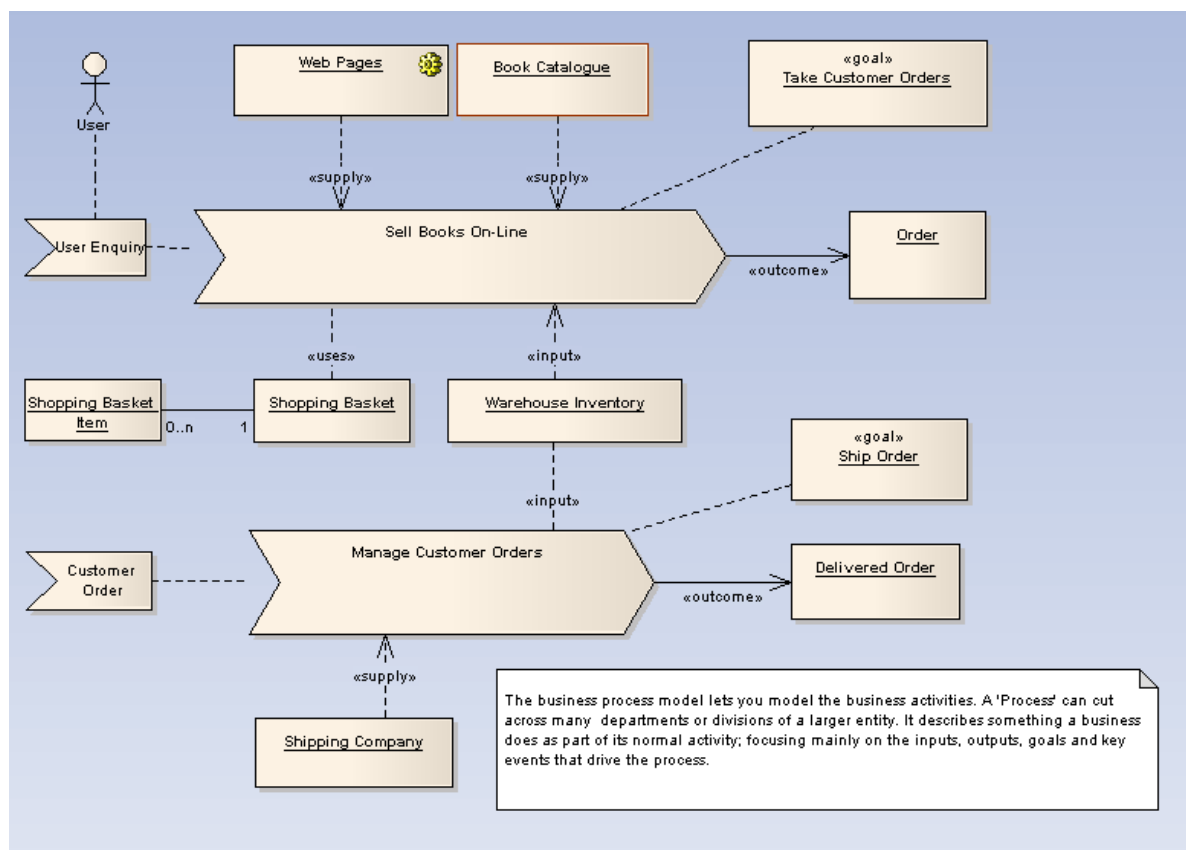 Web Pages
Book Catalogue
«goal»
Take Customer Orders
User
«supply»
«supply»
User Enquiry
Sell Books On-Line
Order
«outcome»
«uses»
«input»
Shopping Basket
Item
0..n
1
Shopping Basket
Warehouse Inventory
«goal»
Ship Order
«input»
Customer
Order
Manage Customer Orders
Delivered Order
«outcome»
«supply»
Shipping Company
The business process model lets you model the business activities. A 'Process' can cut
across many departments or divisions of a larger entity. It describes something a business
does as part of its normal activity; focusing mainly on the inputs, outputs, goals and key
events that drive the process.